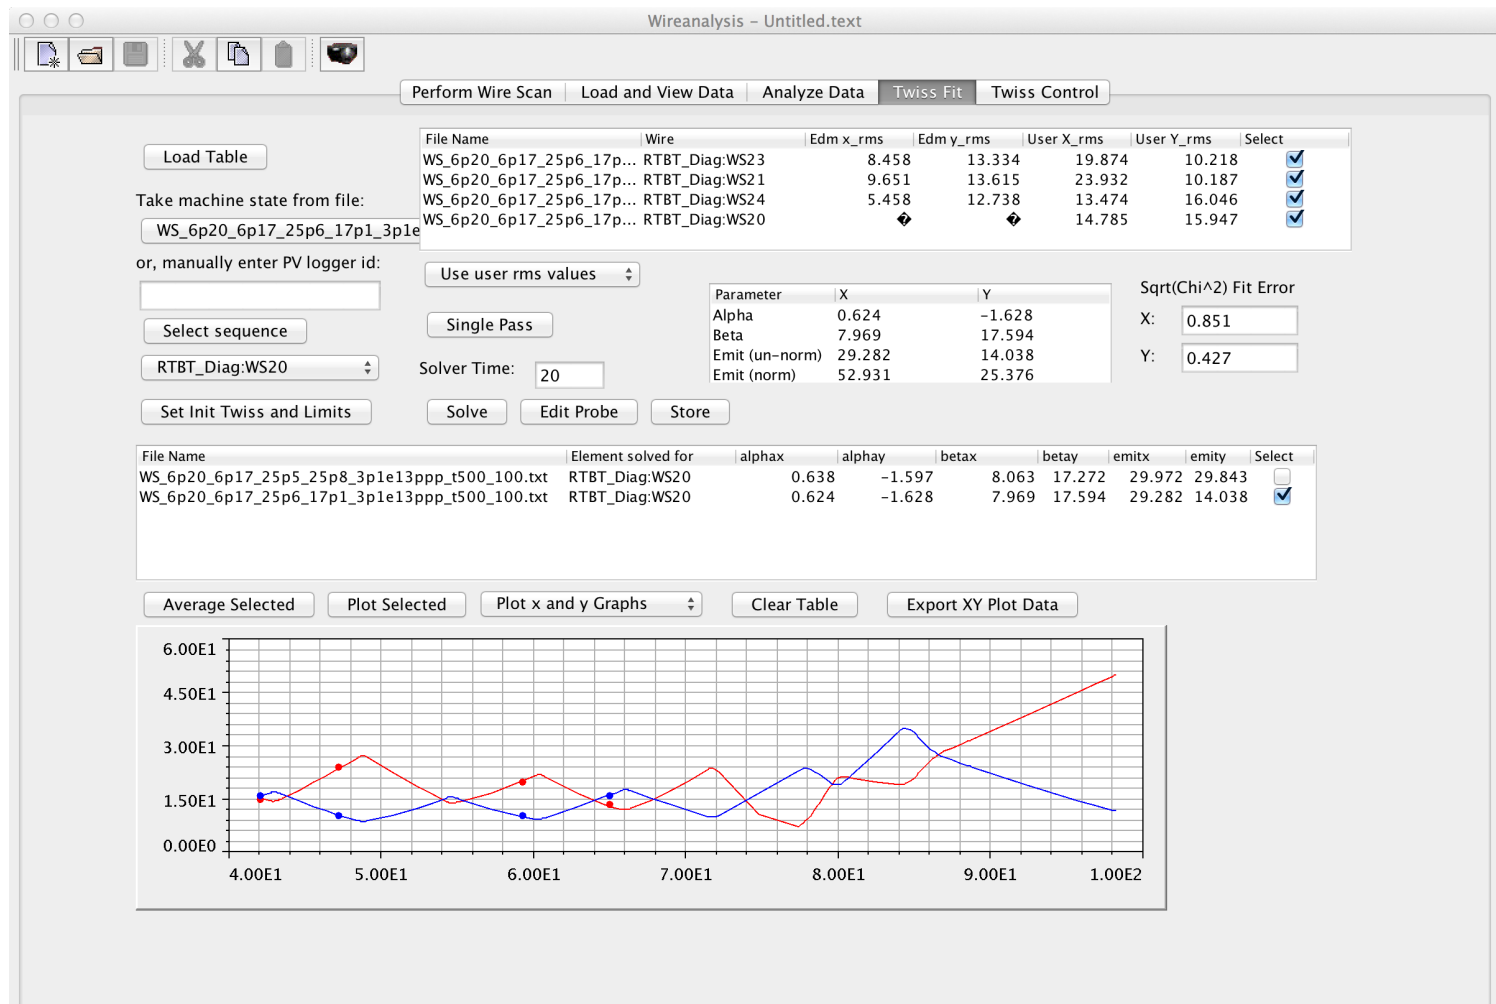 Wireanalysis – Untitled.text
Perform Wire Scan Load and View Data Analyze Data Twiss Fit Twiss Control
Load Table
Take machine state from file:
WS_6p20_6p17_25p6_17p1_3p1e
or, manually enter PV logger id:
Select sequence
RTBT_Diag:WS20
Set Init Twiss and Limits
File Name Wire Edm x_rms Edm y_rms User X_rms User Y_rms Select
WS_6p20_6p17_25p6_17p... RTBT_Diag:WS23 8.458 13.334 19.874 10.218
WS_6p20_6p17_25p6_17p... RTBT_Diag:WS21 9.651 13.615 23.932 10.187
WS_6p20_6p17_25p6_17p... RTBT_Diag:WS24 5.458 12.738 13.474 16.046
WS_6p20_6p17_25p6_17p... RTBT_Diag:WS20 � � 14.785 15.947
Use user rms values
Single Pass
Solver Time: 20
Solve Edit Probe Store
Parameter X Y
Alpha 0.624 -1.628
Beta 7.969 17.594
Emit (un-norm) 29.282 14.038
Emit (norm) 52.931 25.376
Sqrt(Chi^2) Fit Error
X: 0.851
Y: 0.427
File Name Element solved for alphax alphay betax betay emitx emity Select
WS_6p20_6p17_25p5_25p8_3p1e13ppp_t500_100.txt RTBT_Diag:WS20 0.638 -1.597 8.063 17.272 29.972 29.843
WS_6p20_6p17_25p6_17p1_3p1e13ppp_t500_100.txt RTBT_Diag:WS20 0.624 -1.628 7.969 17.594 29.282 14.038
Average Selected Plot Selected Plot x and y Graphs Clear Table Export XY Plot Data
6.00E1
4.50E1
3.00E1
1.50E1
0.00E0
4.00E1 5.00E1 6.00E1 7.00E1 8.00E1 9.00E1 1.00E2